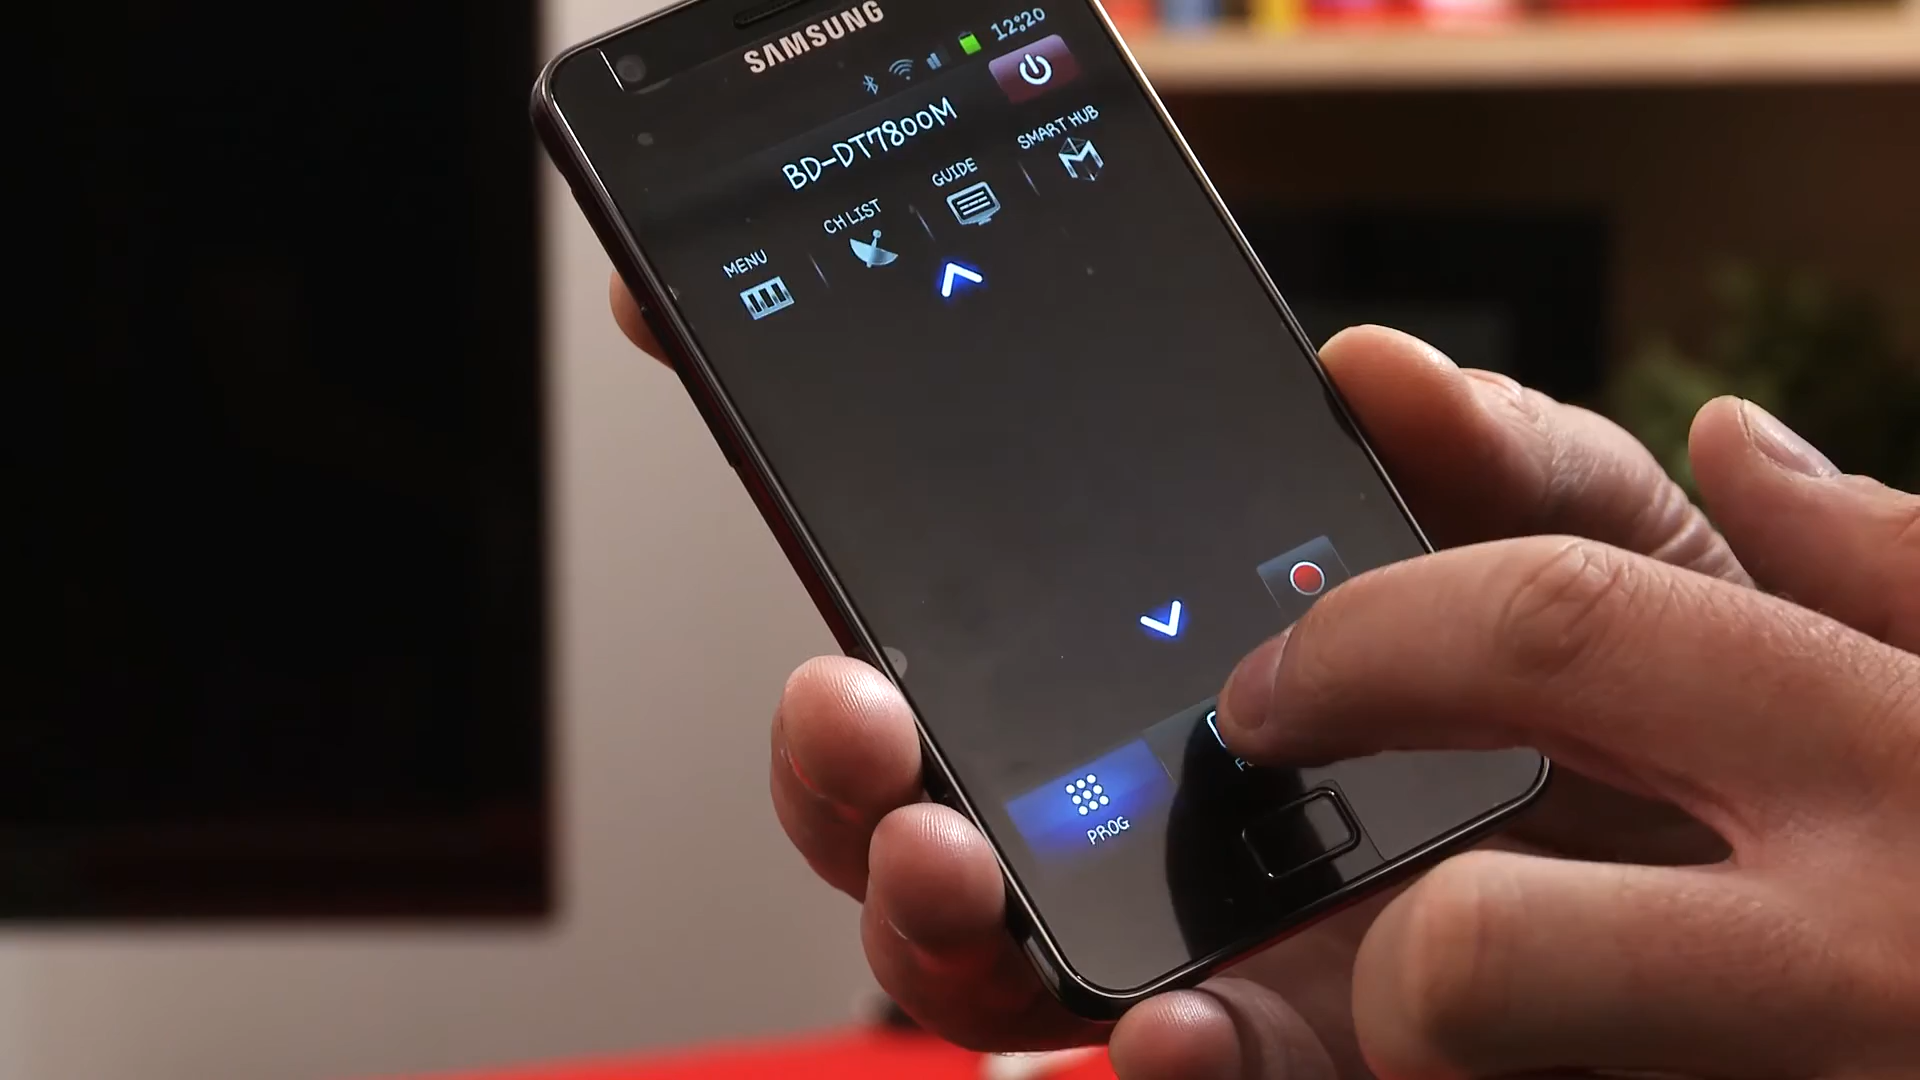 SAMSUNG
12:20
BD-DT7800M
MENU
CH LIST
GUIDE
SMART HUB
PROG